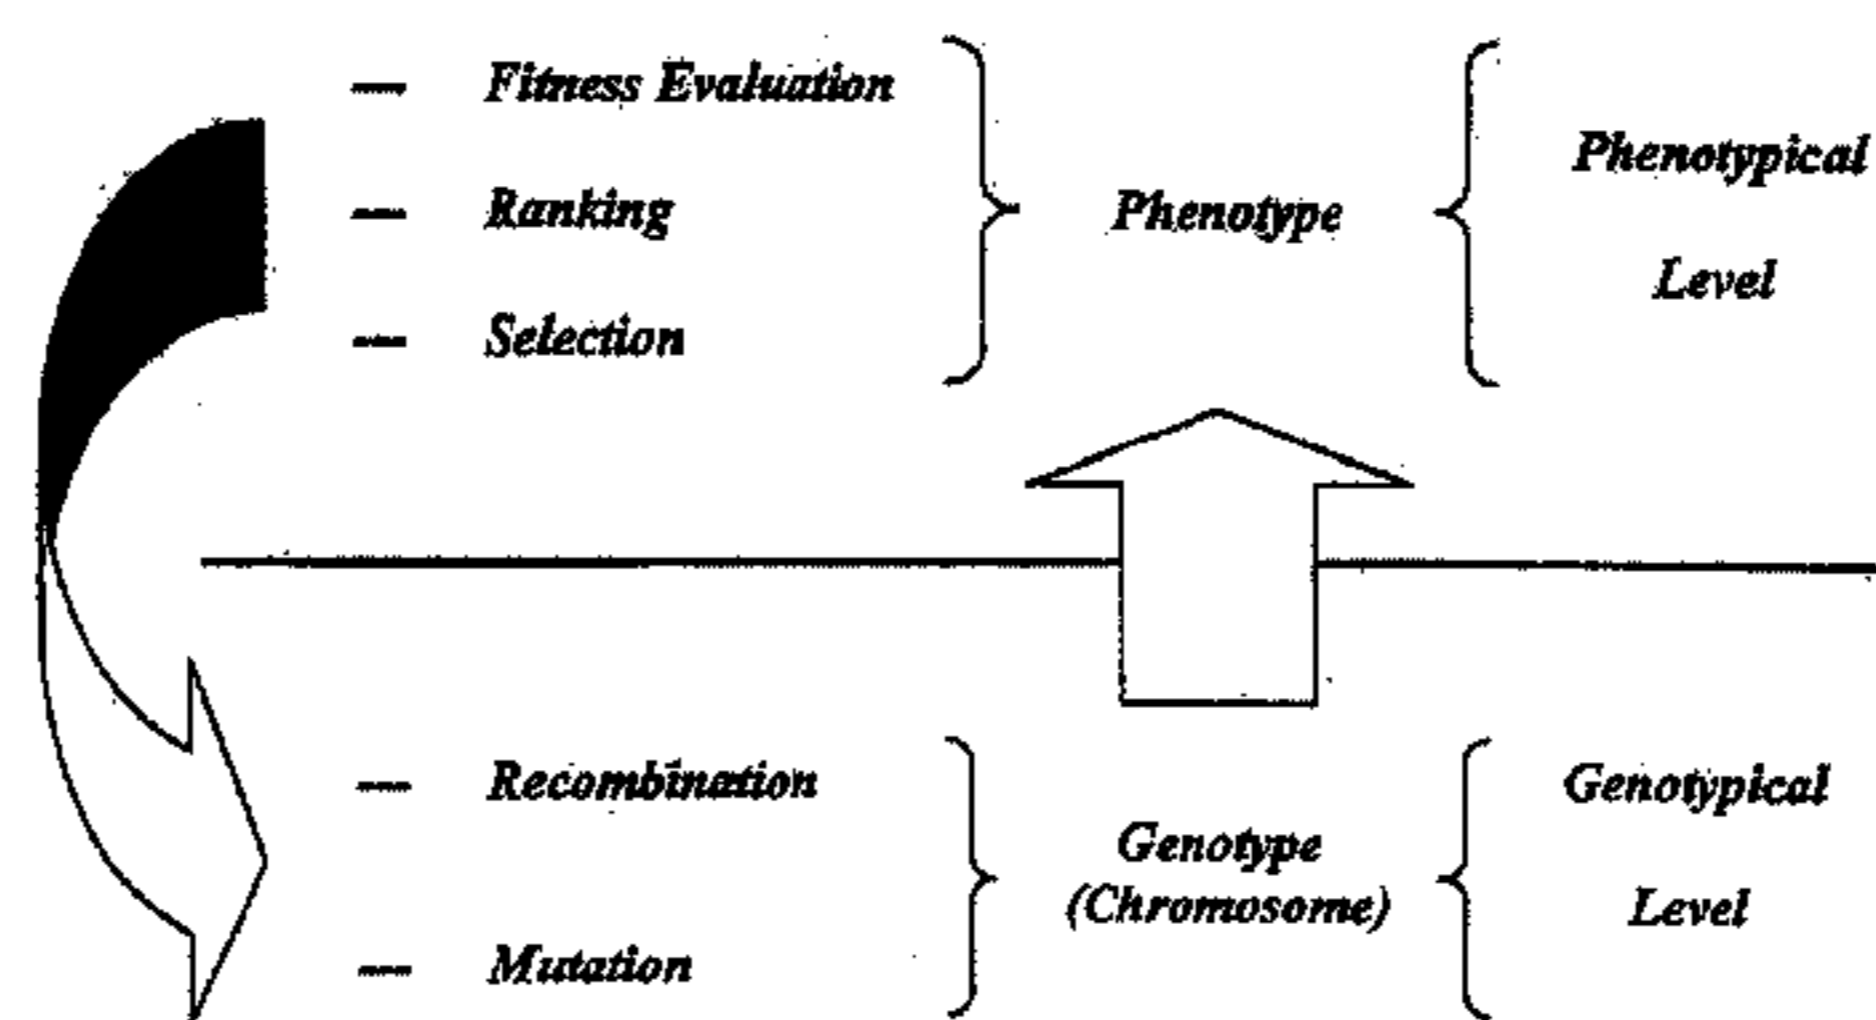 — Fitness Evaluation
— Ranking
— Selection
Phenotype
Phenotypical
Level
— Recombination
— Mutation
Genotype
(Chromosome)
Genotypical
Level